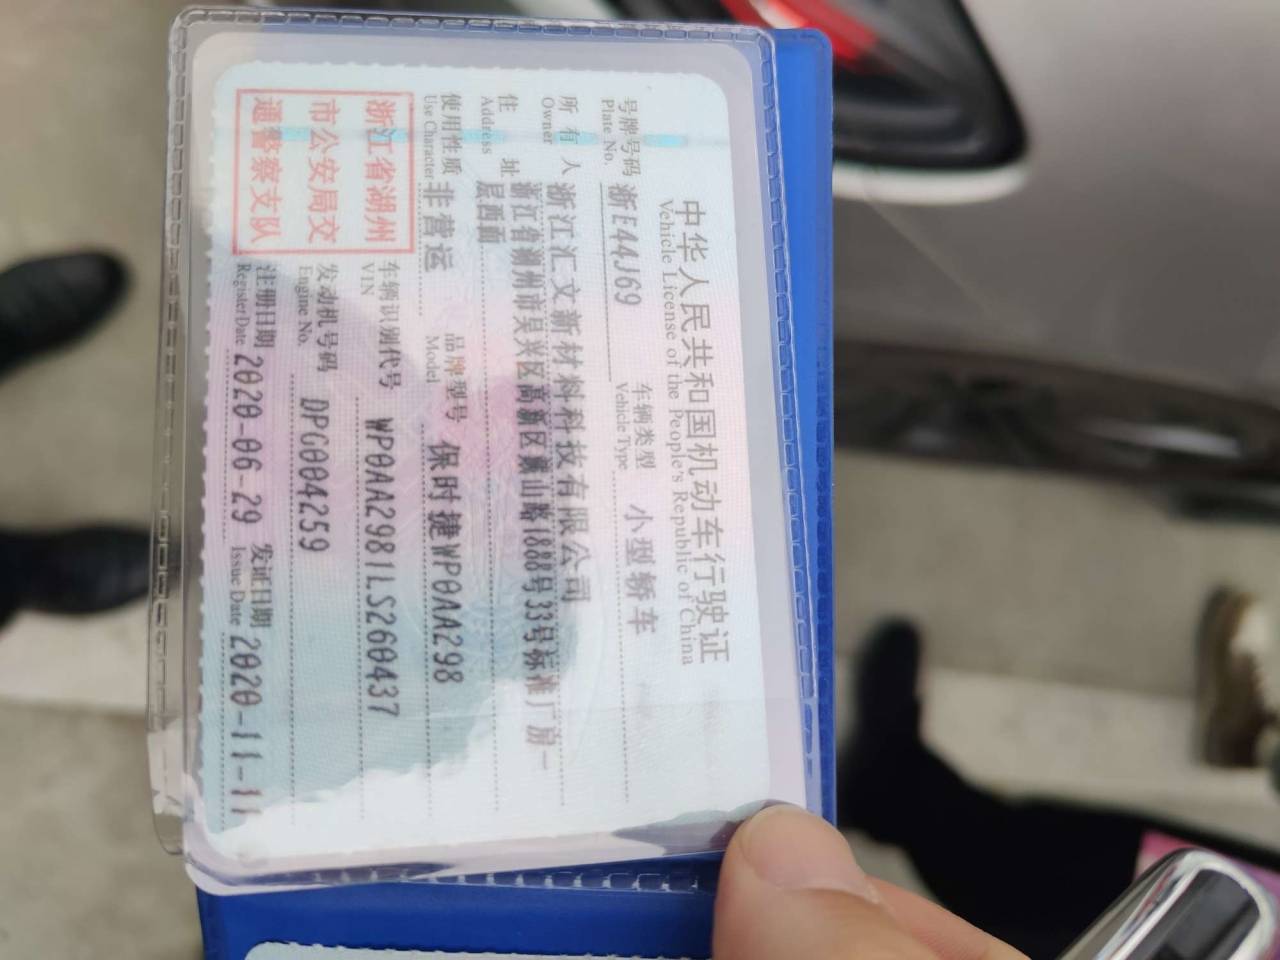 中华人民共和国机动车行驶证
Vehicle License of the People's Republic of China
号牌号码 浙E44J69 车辆类型 小型轿车
Plate No. Vehicle Type
所有人 浙江汇文新材料科技有限公司
Owner
住址 浙江省湖州市吴兴区高新区巍山路1888号33号标准厂房一
Address 层西面
使用性质 非营运 品牌型号 保时捷WP0AA298
Use Character Model
浙江省湖州
市公安局交
通警察支队
车辆识别代号 WP0AA2981LS260437
VIN
发动机号码 DPG004259
Engine No.
注册日期 2020-06-29 发证日期 2020-11-11
Register Date Issue Date